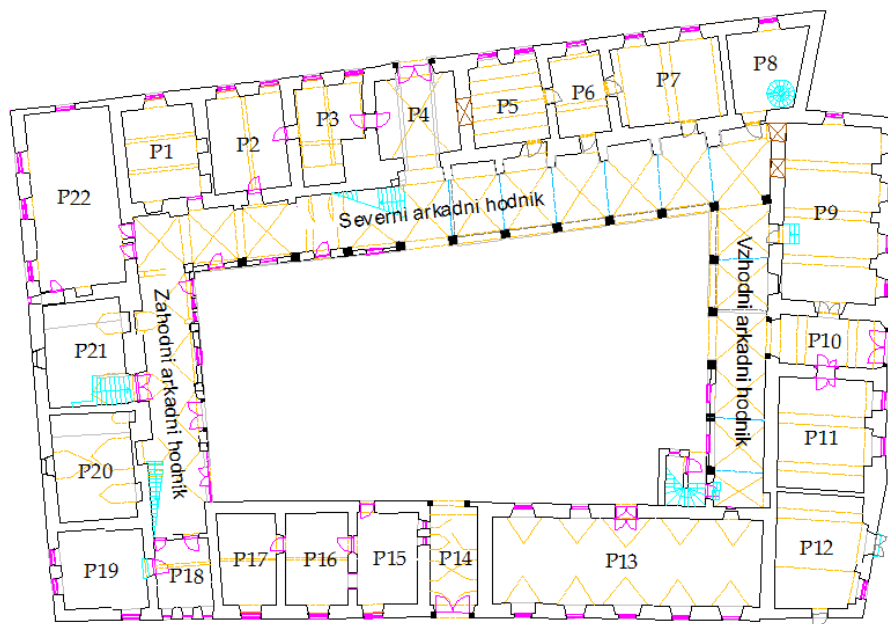 P8
P7
P6
P5
P4
P3
P2
P1
P22
P9
Severni arkadni hodnik
Vzhodni arkadni hodnik
Zahodni arkadni hodnik
P21
P10
P11
P20
P12
P13
P14
P15
P16
P17
P18
P19